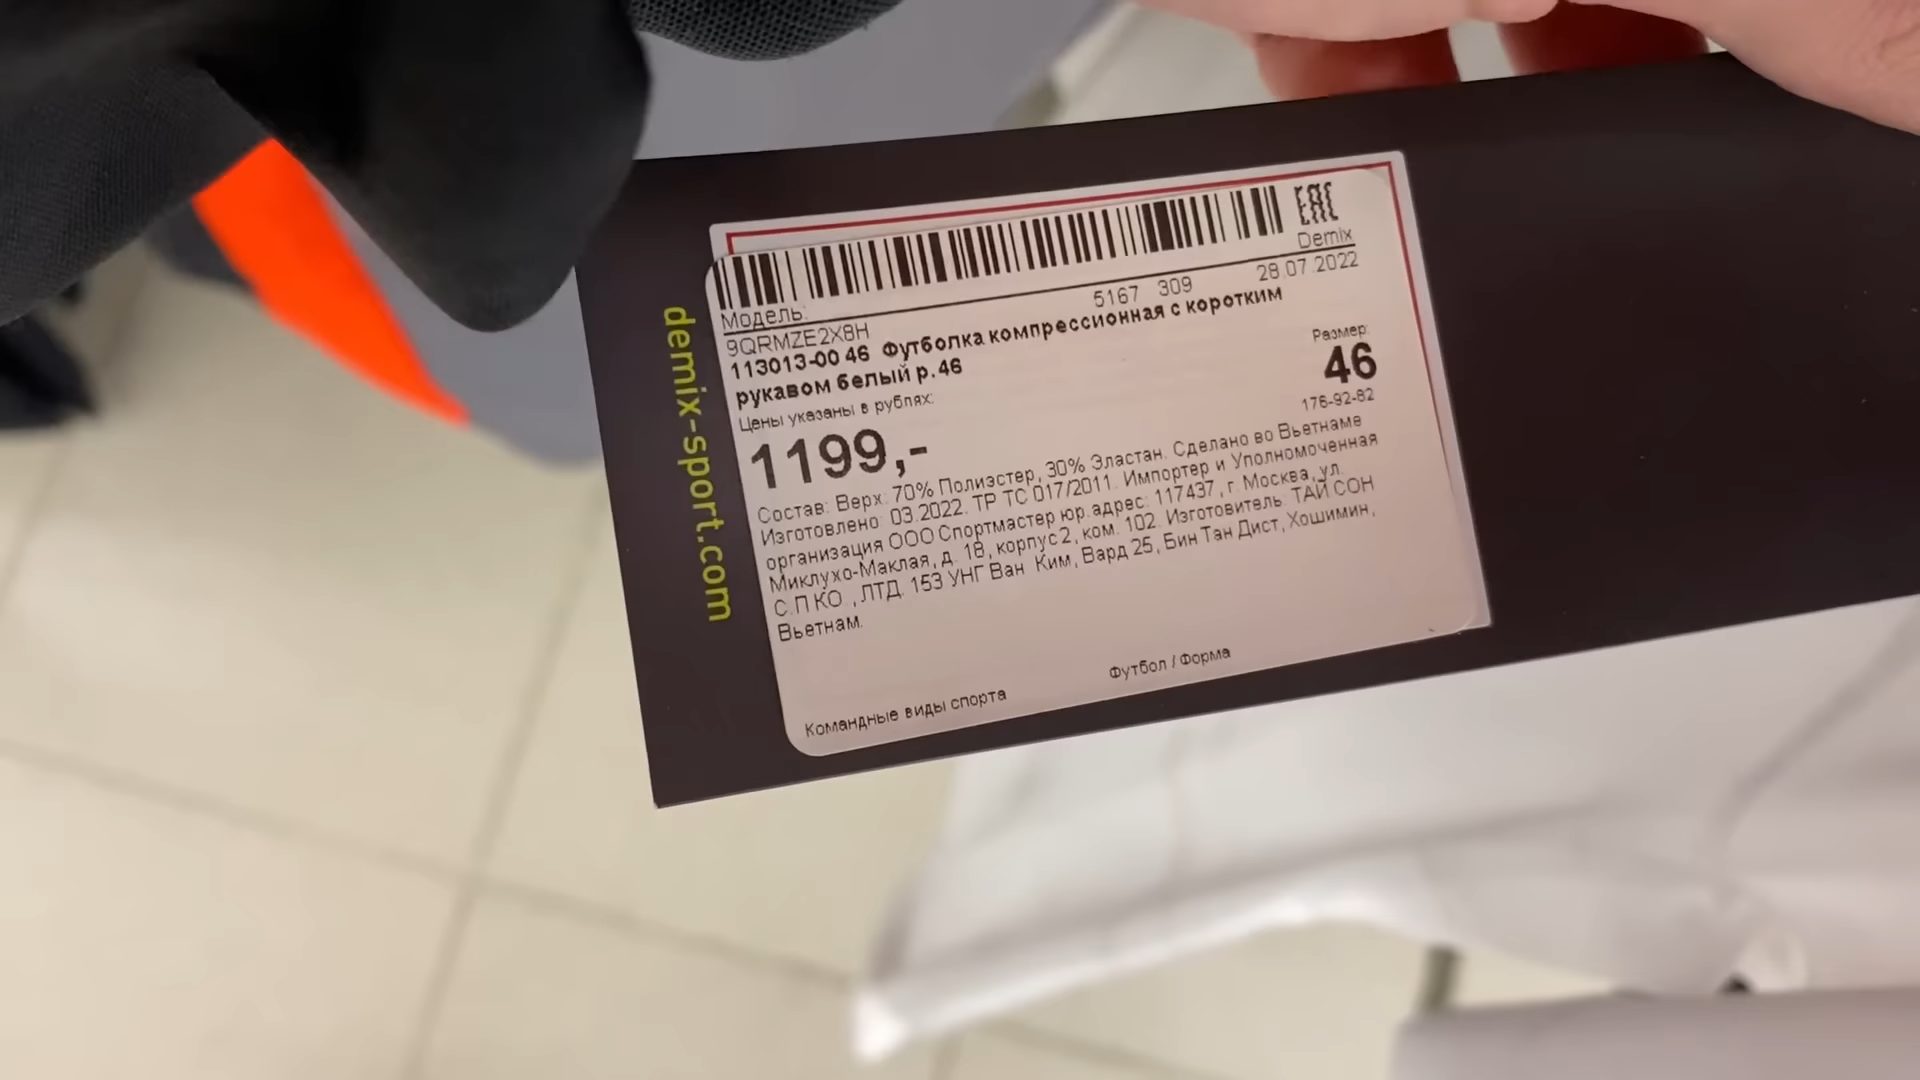 demix-sport.com
EAC
Demix
Модель: 5167 309 28.07.2022
9QRMZE2X8H
113013-00 46 Футболка компрессионная с коротким
рукавом белый р.46
Размер:
46
176-92-82
Цены указаны в рублях:
1199,-
Состав: Верх: 70% Полиэстер, 30% Эластан. Сделано во Вьетнаме
Изготовлено: 03.2022. ТР ТС 017/2011. Импортер и Уполномоченная
организация ООО Спортмастер юр.адрес: 117437, г. Москва, ул.
Миклухо-Маклая, д. 18, корпус2, ком. 102. Изготовитель: ТАЙ СОН
С.П КО ., ЛТД. 153 УНГ Ван Ким, Вард 25, Бин Тан Дист, Хошимин,
Вьетнам.
Командные виды спорта
Футбол / Форма